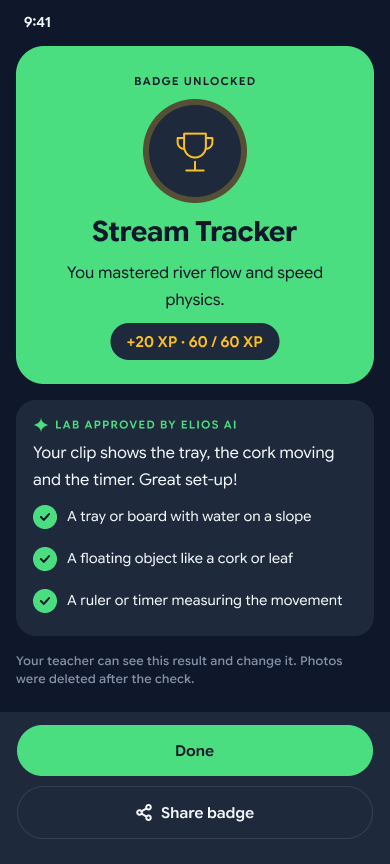 9:41
BADGE UNLOCKED
Stream Tracker
You mastered river flow and speed
physics.
+20 XP · 60 / 60 XP
LAB APPROVED BY ELIOS AI
Your clip shows the tray, the cork moving
and the timer. Great set-up!
A tray or board with water on a slope
A floating object like a cork or leaf
A ruler or timer measuring the movement
Your teacher can see this result and change it. Photos
were deleted after the check.
Done
Share badge